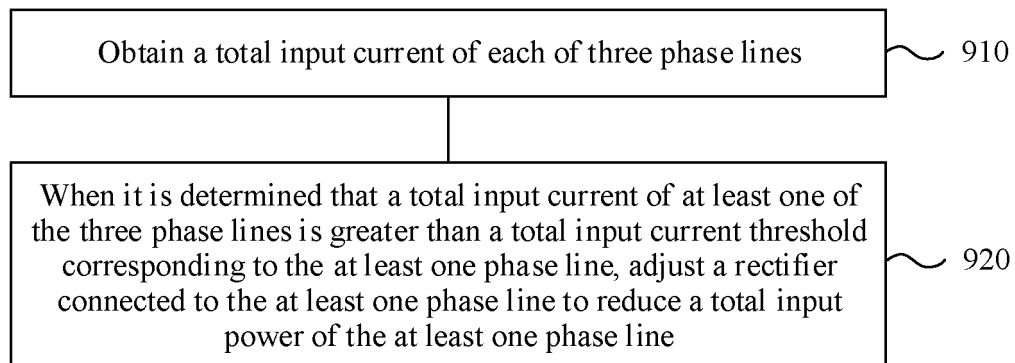 Obtain a total input current of each of three phase lines
910
When it is determined that a total input current of at least one of
the three phase lines is greater than a total input current threshold
corresponding to the at least one phase line, adjust a rectifier
connected to the at least one phase line to reduce a total input
power of the at least one phase line
920